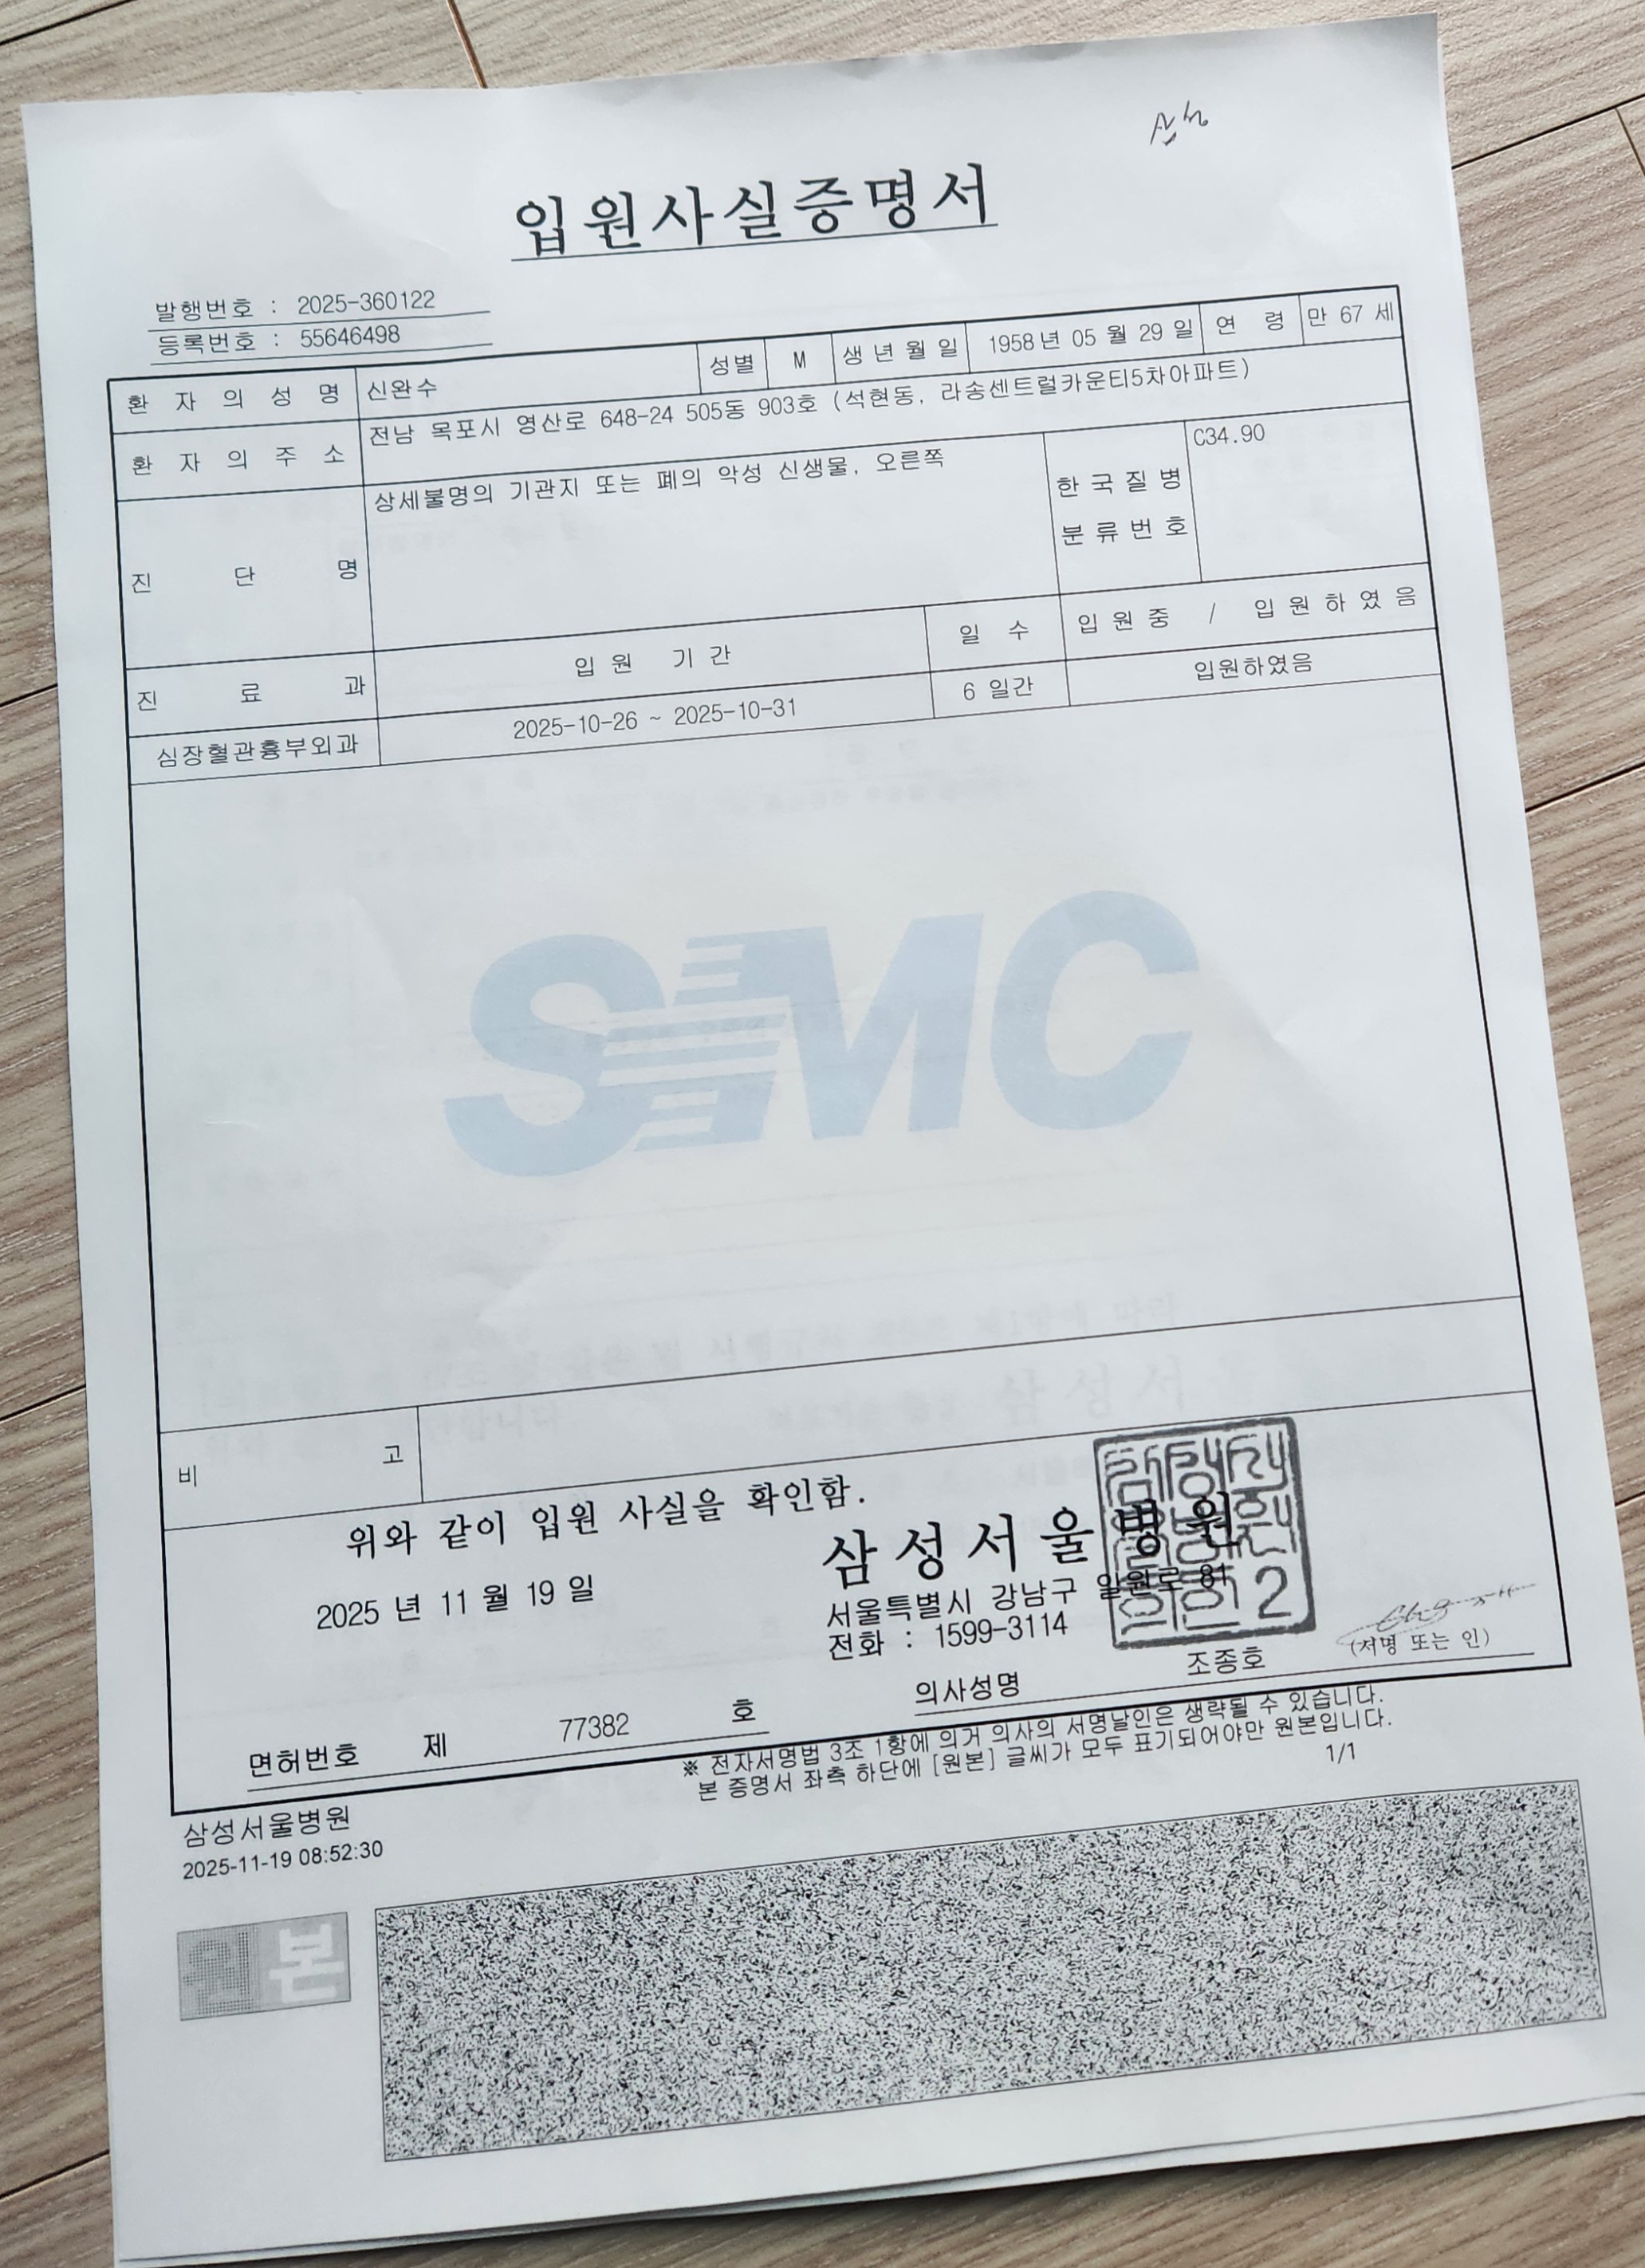 삼성
입원사실증명서
발행번호 : 2025-360122
등록번호 : 55646498
환자의성명 신완수 성별 M 생년월일 1958년 05월 29일 연령 만 67 세
환자의주소 전남 목포시 영산로 648-24 505동 903호 (석현동, 라송센트럴카운티5차아파트)
진단명 상세불명의 기관지 또는 폐의 악성 신생물, 오른쪽 한국질병분류번호 C34.90
진료과 입원 기간 일수 입원중 / 입원하였음
심장혈관흉부외과 2025-10-26 ~ 2025-10-31 6 일간 입원하였음
SMC
비고
위와 같이 입원 사실을 확인함.
2025 년 11 월 19 일
삼성서울병원
서울특별시 강남구 일원로 81
전화 : 1599-3114
면허번호 제 77382 호 의사성명 조종호 (서명 또는 인)
※ 전자서명법 3조 1항에 의거 의사의 서명날인은 생략될 수 있습니다.
본 증명서 좌측 하단에 [원본] 글씨가 모두 표기되어야만 원본입니다.
1/1
삼성서울병원
2025-11-19 08:52:30
원본